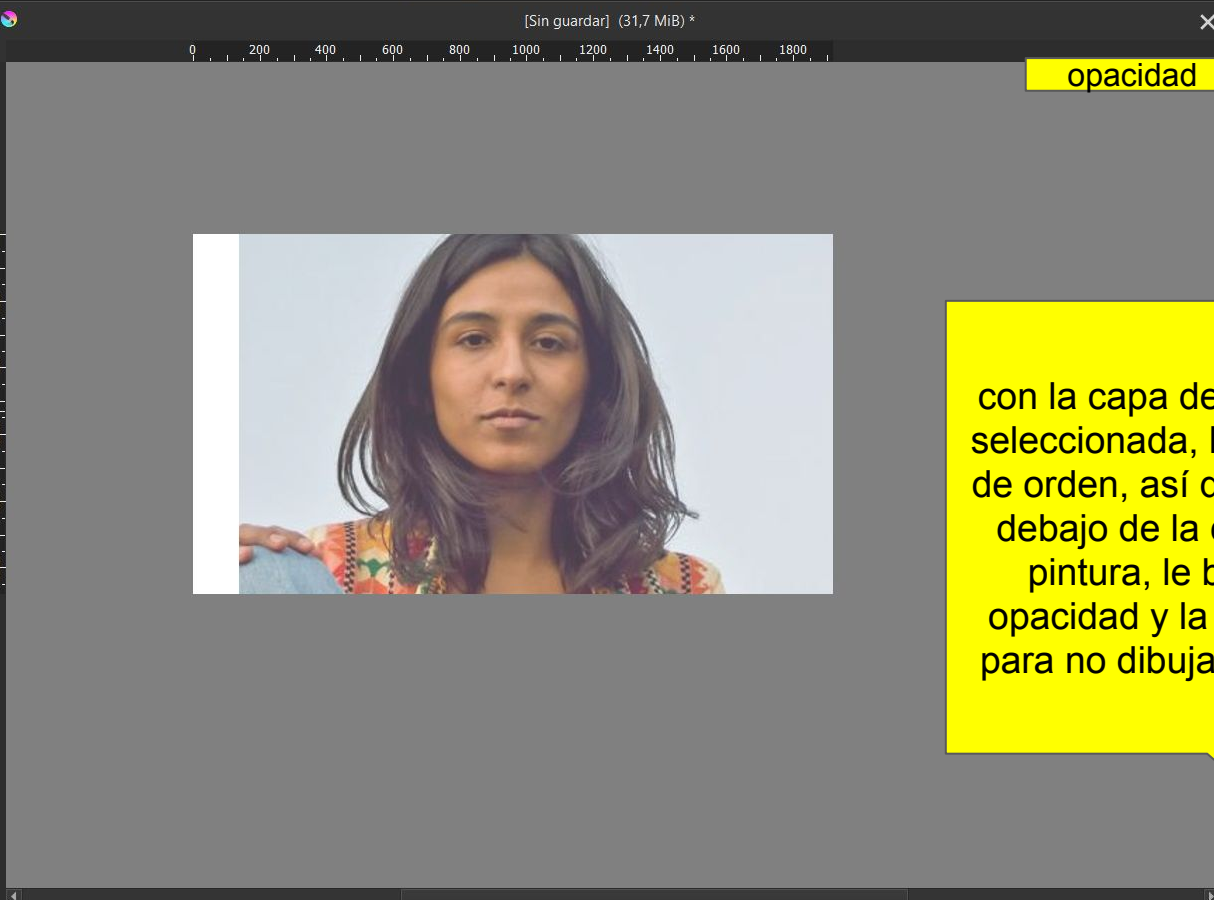 [Sin guardar] (31,7 MiB) *
0 200 400 600 800 1000 1200 1400 1600 1800
opacidad
con la capa de
seleccionada,
de orden, así
debajo de la
pintura, le
opacidad y la
para no dibuja